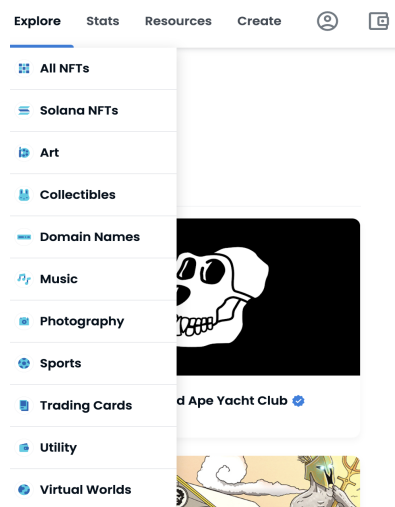 Explore Stats Resources Create
All NFTs
Solana NFTs
Art
Collectibles
Domain Names
Music
Photography
Sports
Trading Cards
d Ape Yacht Club
Utility
Virtual Worlds